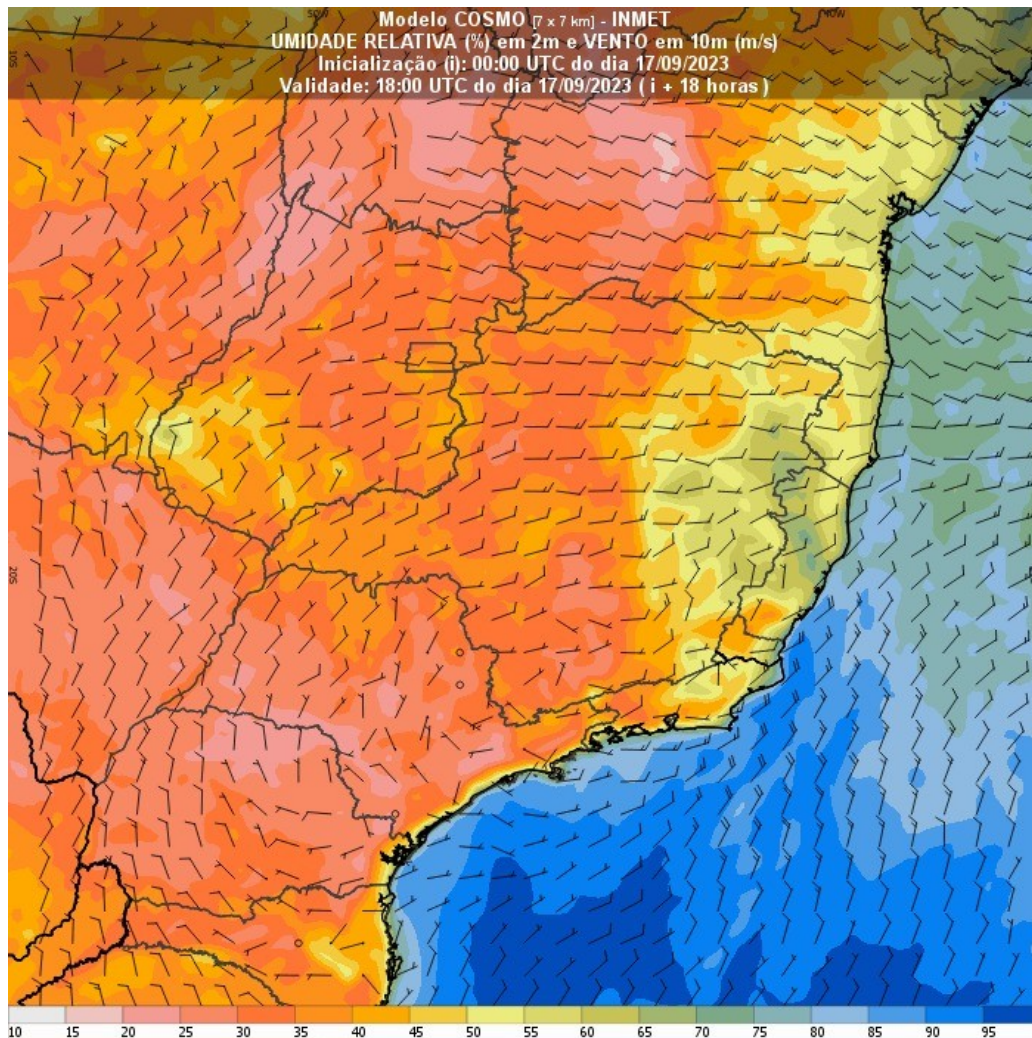 Modelo COSMO [7 x 7 km] - INMET
UMIDADE RELATIVA (%) em 2m e VENTO em 10m (m/s)
Inicialização (i): 00:00 UTC do dia 17/09/2023
Validade: 18:00 UTC do dia 17/09/2023 ( i + 18 horas )
50W
20S
10 15 20 25 30 35 40 45 50 55 60 65 70 75 80 85 90 95